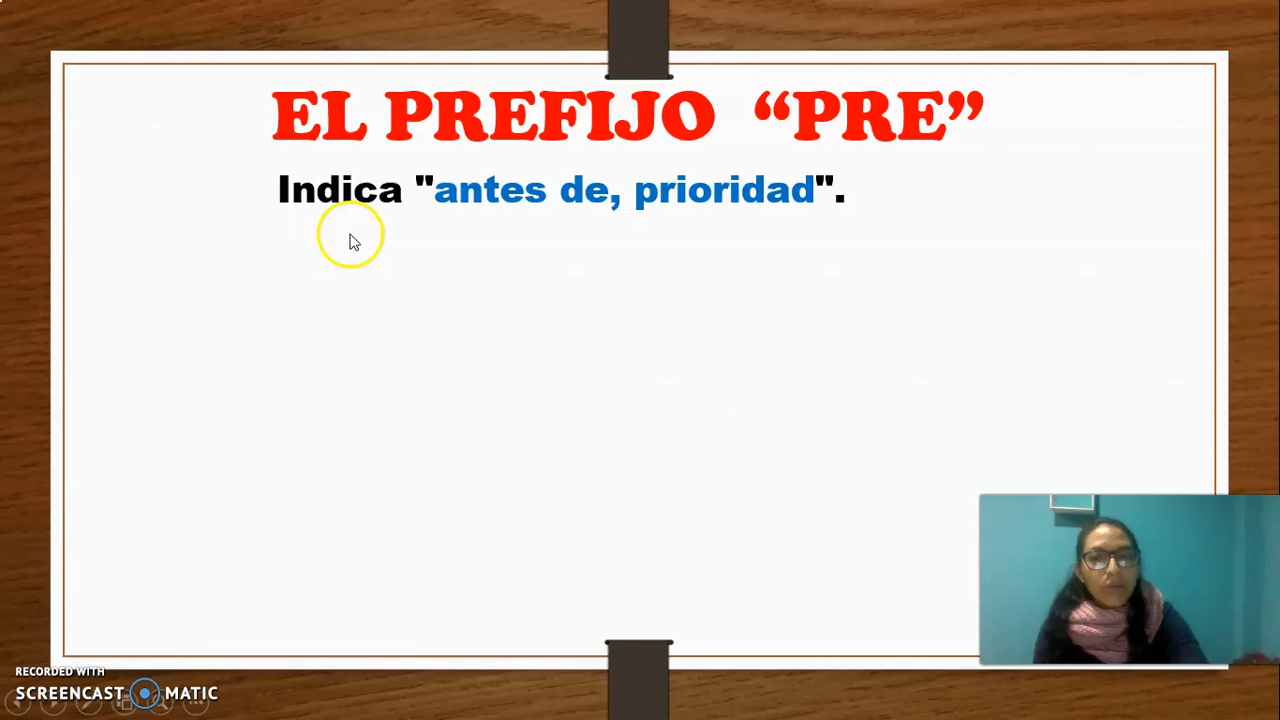 EL PREFIJO “PRE”
Indica "antes de, prioridad".
RECORDED WITH
SCREENCAST MATIC